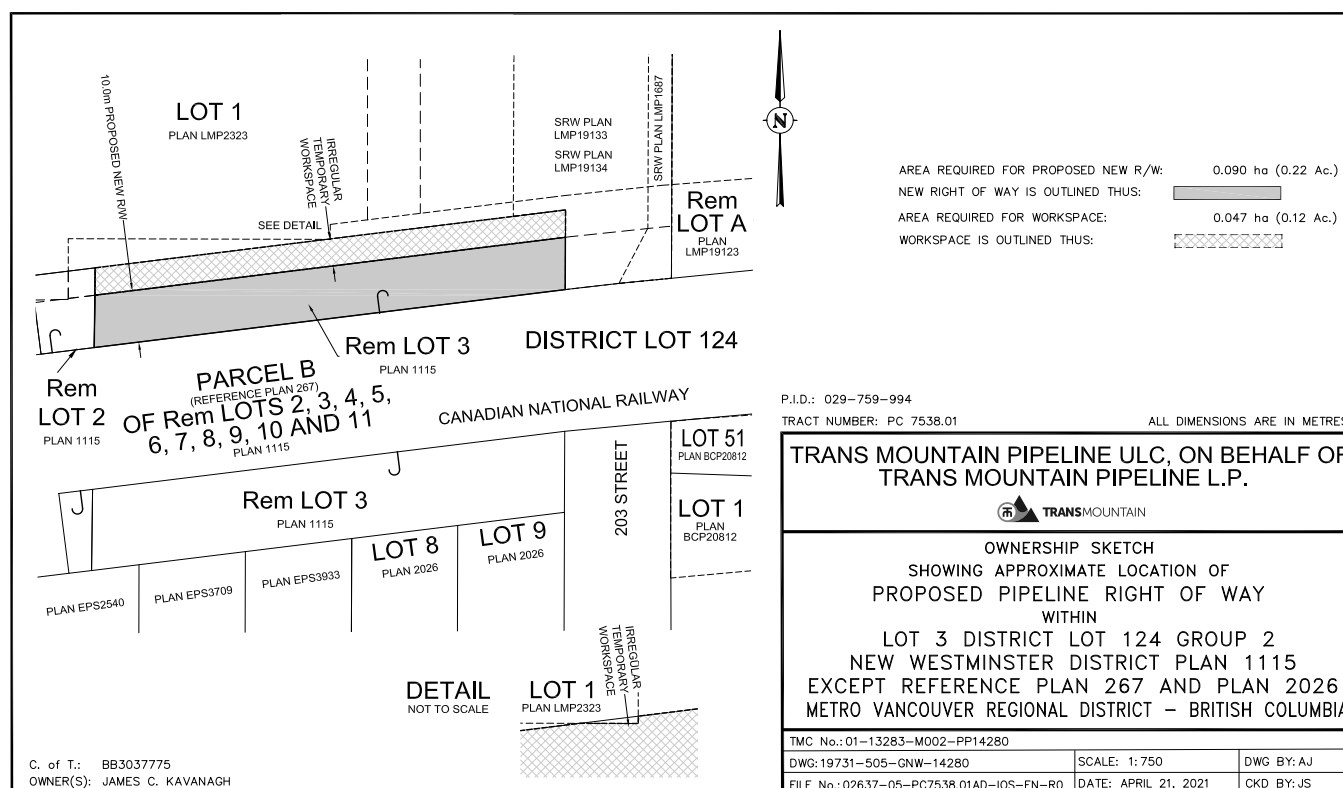 10.0m PROPOSED NEW R/W
LOT 1
PLAN LMP2323
IRREGULAR
TEMPORARY
WORKSPACE
SEE DETAIL
SRW PLAN
LMP19133
SRW PLAN
LMP19134
SRW PLAN LMP1687
Rem
LOT A
PLAN
LMP19123
N
AREA REQUIRED FOR PROPOSED NEW R/W: 0.090 ha (0.22 Ac.)
NEW RIGHT OF WAY IS OUTLINED THUS:
AREA REQUIRED FOR WORKSPACE: 0.047 ha (0.12 Ac.)
WORKSPACE IS OUTLINED THUS:
Rem LOT 3
PLAN 1115
DISTRICT LOT 124
Rem
LOT 2
PLAN 1115
PARCEL B
(REFERENCE PLAN 267)
OF Rem LOTS 2, 3, 4, 5,
6, 7, 8, 9, 10 AND 11
PLAN 1115
CANADIAN NATIONAL RAILWAY
Rem LOT 3
PLAN 1115
203 STREET
LOT 51
PLAN BCP20812
LOT 1
PLAN
BCP20812
PLAN EPS2540
PLAN EPS3709
PLAN EPS3933
LOT 8
PLAN 2026
LOT 9
PLAN 2026
DETAIL
NOT TO SCALE
LOT 1
PLAN LMP2323
IRREGULAR
TEMPORARY
WORKSPACE
C. of T.: BB3037775
OWNER(S): JAMES C. KAVANAGH
P.I.D.: 029-759-994
TRACT NUMBER: PC 7538.01 ALL DIMENSIONS ARE IN METRES
TRANS MOUNTAIN PIPELINE ULC, ON BEHALF OF
TRANS MOUNTAIN PIPELINE L.P.
TRANSMOUNTAIN
OWNERSHIP SKETCH
SHOWING APPROXIMATE LOCATION OF
PROPOSED PIPELINE RIGHT OF WAY
WITHIN
LOT 3 DISTRICT LOT 124 GROUP 2
NEW WESTMINSTER DISTRICT PLAN 1115
EXCEPT REFERENCE PLAN 267 AND PLAN 2026
METRO VANCOUVER REGIONAL DISTRICT – BRITISH COLUMBIA
TMC No.: 01-13283-M002-PP14280
DWG: 19731-505-GNW-14280 SCALE: 1:750 DWG BY: AJ
FILE No.: 02637-05-PC7538.01AD-IOS-EN-R0 DATE: APRIL 21, 2021 CKD BY: JS